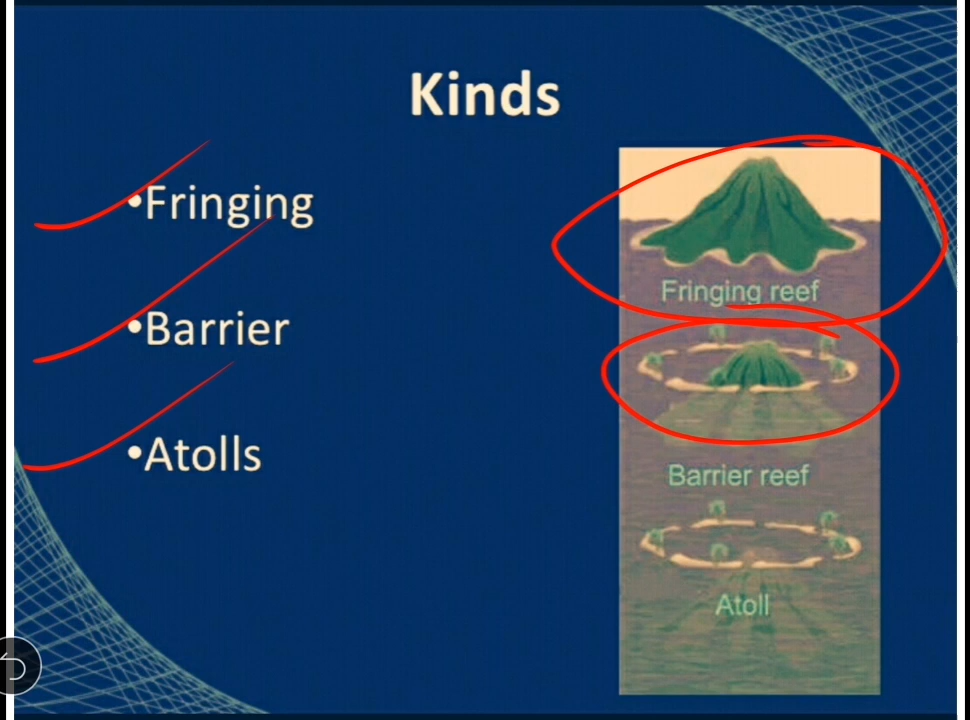 Kinds
•Fringing
•Barrier
•Atolls
Fringing reef
Barrier reef
Atoll